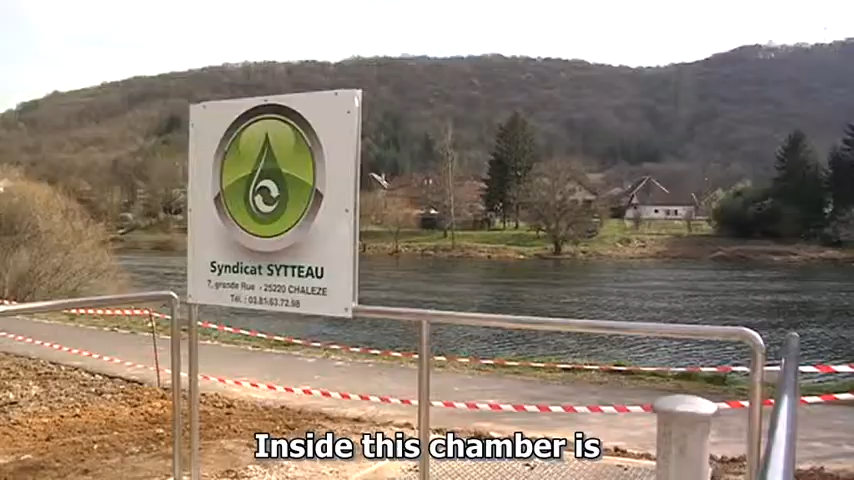 Syndicat SYTTEAU
7, grande Rue - 25220 CHALEZE
Tél. : 03.81.63.72.98
Inside this chamber is